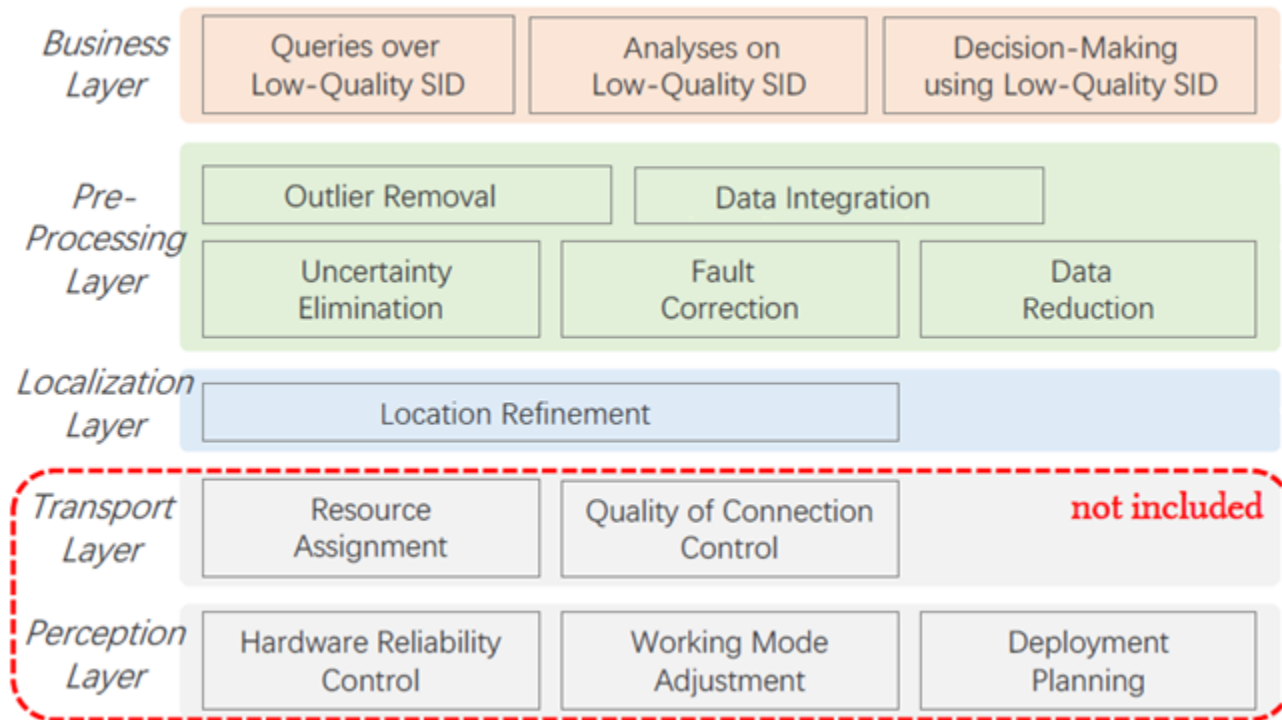 Business
Layer
Queries over
Low-Quality SID
Analyses on
Low-Quality SID
Decision-Making
using Low-Quality SID
Pre-
Processing
Layer
Outlier Removal
Data Integration
Uncertainty
Elimination
Fault
Correction
Data
Reduction
Localization
Layer
Location Refinement
Transport
Layer
Resource
Assignment
Quality of Connection
Control
not included
Perception
Layer
Hardware Reliability
Control
Working Mode
Adjustment
Deployment
Planning